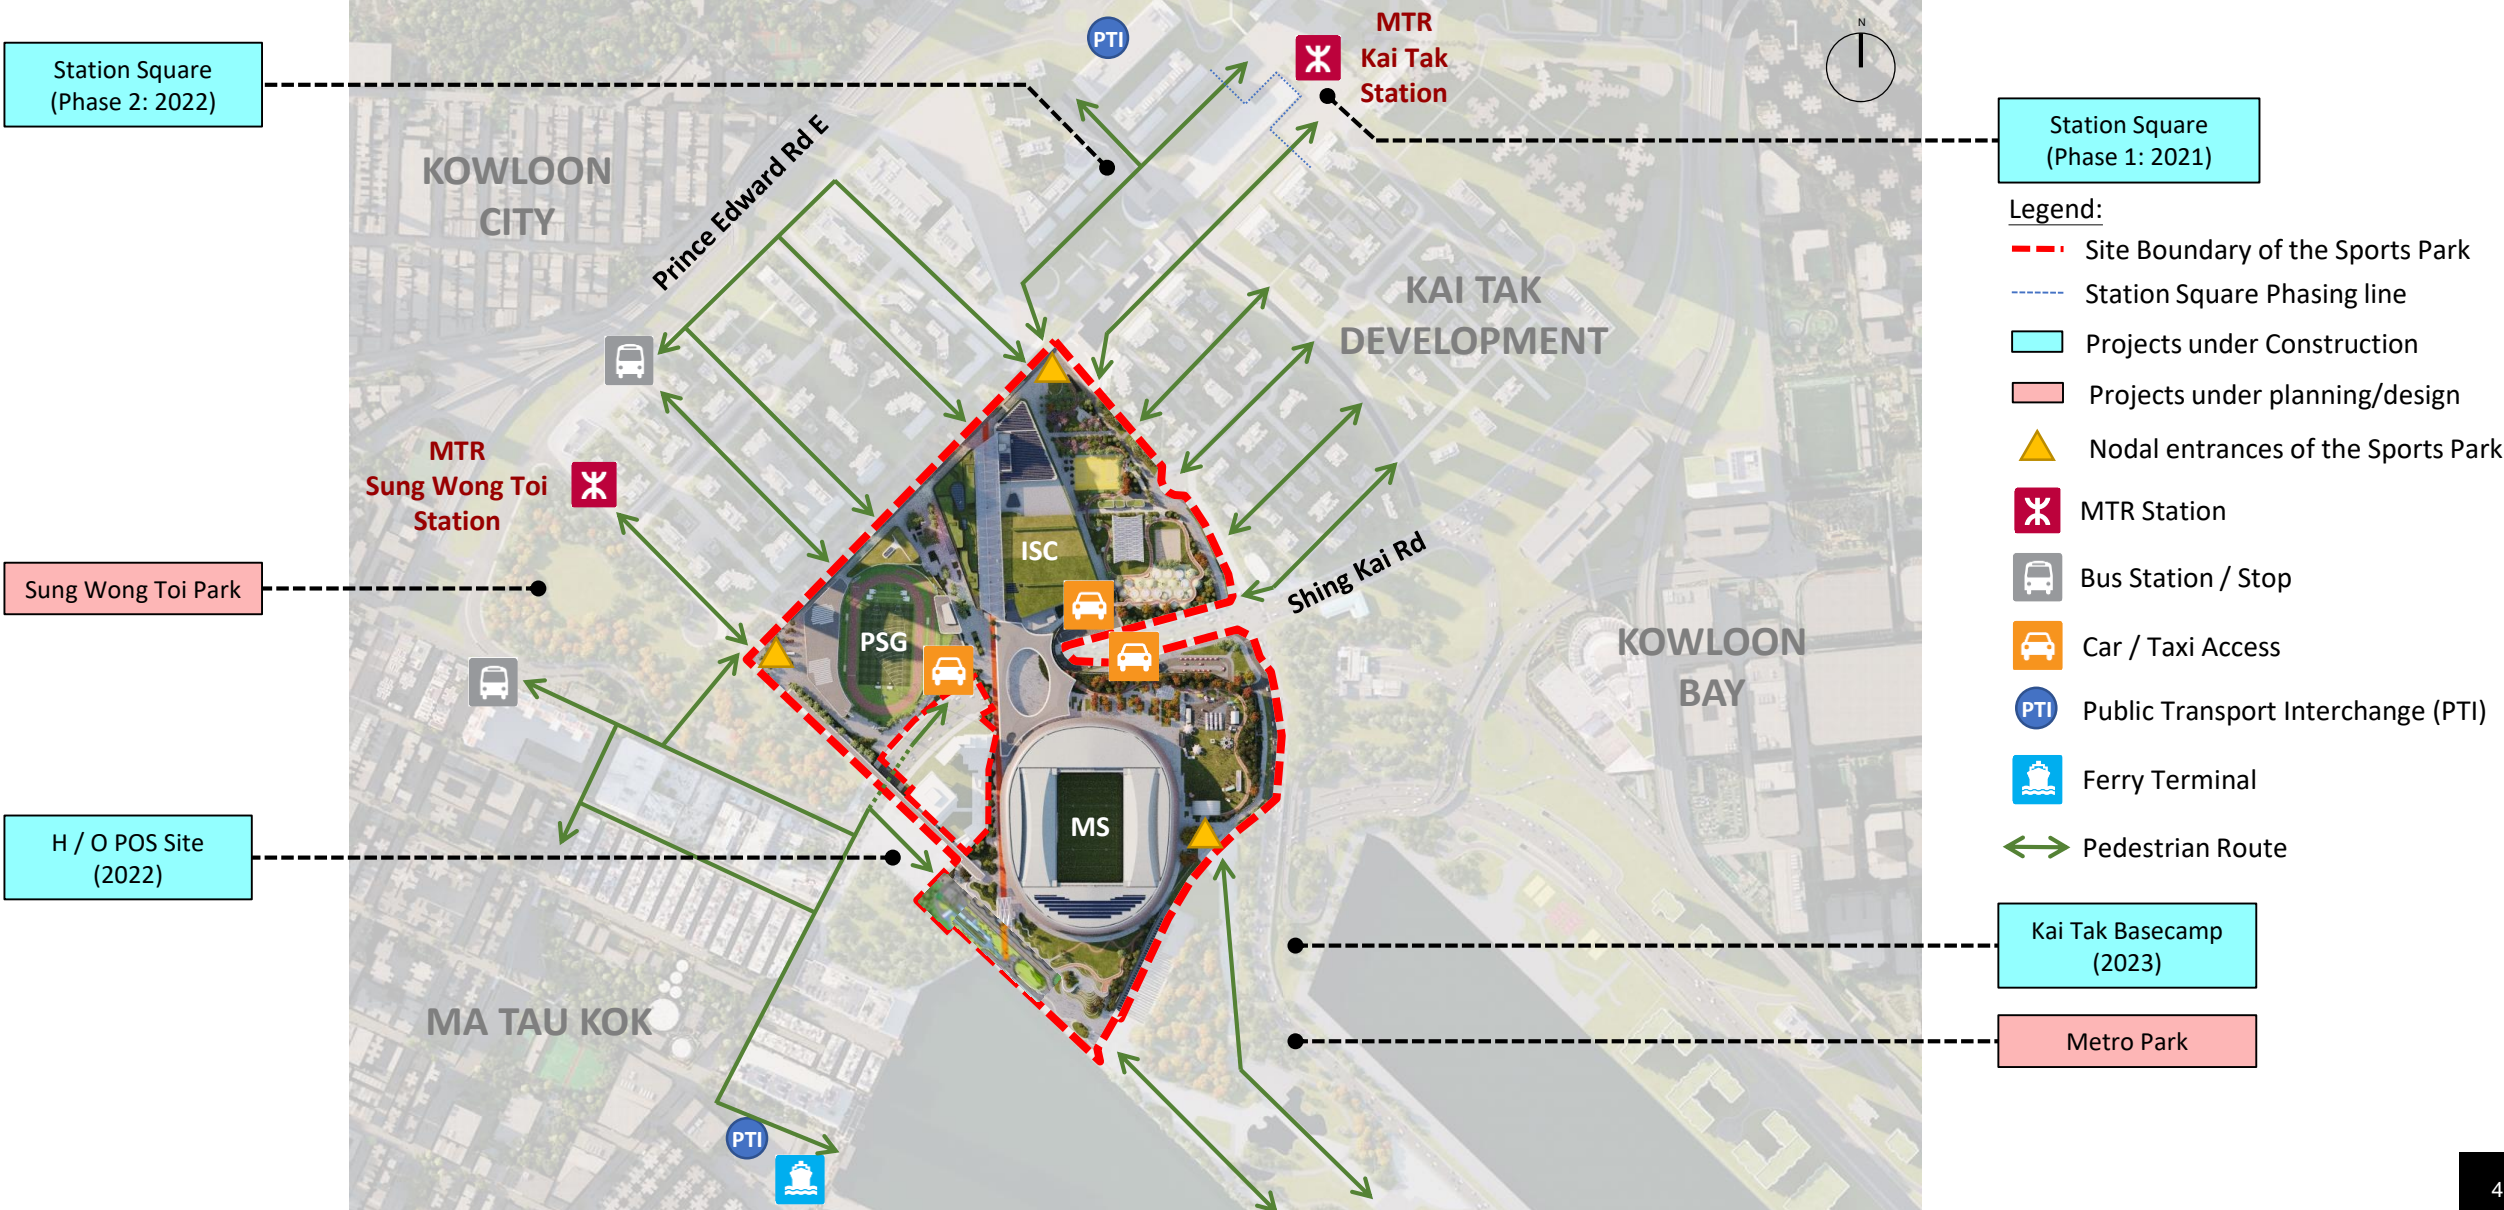 Station Square
(Phase 2: 2022)
Sung Wong Toi Park
H / O POS Site
(2022)
PTI
MTR
Kai Tak
Station
N
KOWLOON
CITY
Prince Edward Rd E
KAI TAK
DEVELOPMENT
MTR
Sung Wong Toi
Station
ISC
Shing Kai Rd
PSG
KOWLOON
BAY
MS
MA TAU KOK
PTI
Station Square
(Phase 1: 2021)
Legend:
Site Boundary of the Sports Park
Station Square Phasing line
Projects under Construction
Projects under planning/design
Nodal entrances of the Sports Park
MTR Station
Bus Station / Stop
Car / Taxi Access
PTI Public Transport Interchange (PTI)
Ferry Terminal
Pedestrian Route
Kai Tak Basecamp
(2023)
Metro Park
4